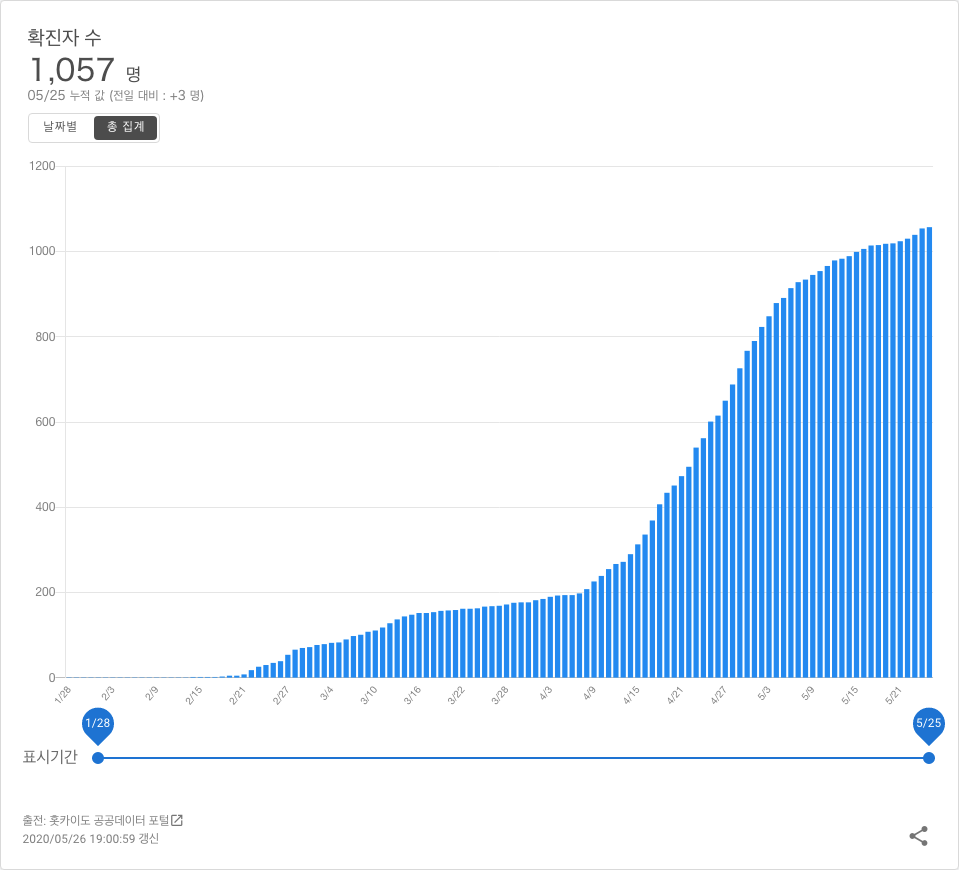 확진자 수
1,057 명
05/25 누적 값 (전일 대비 : +3 명)
날짜별 총 집계
1200
1000
800
600
400
200
0
1/28 2/3 2/9 2/15 2/21 2/27 3/4 3/10 3/16 3/22 3/28 4/3 4/9 4/15 4/21 4/27 5/3 5/9 5/15 5/21
1/28 5/25
표시기간
출전: 홋카이도 공공데이터 포털
2020/05/26 19:00:59 갱신